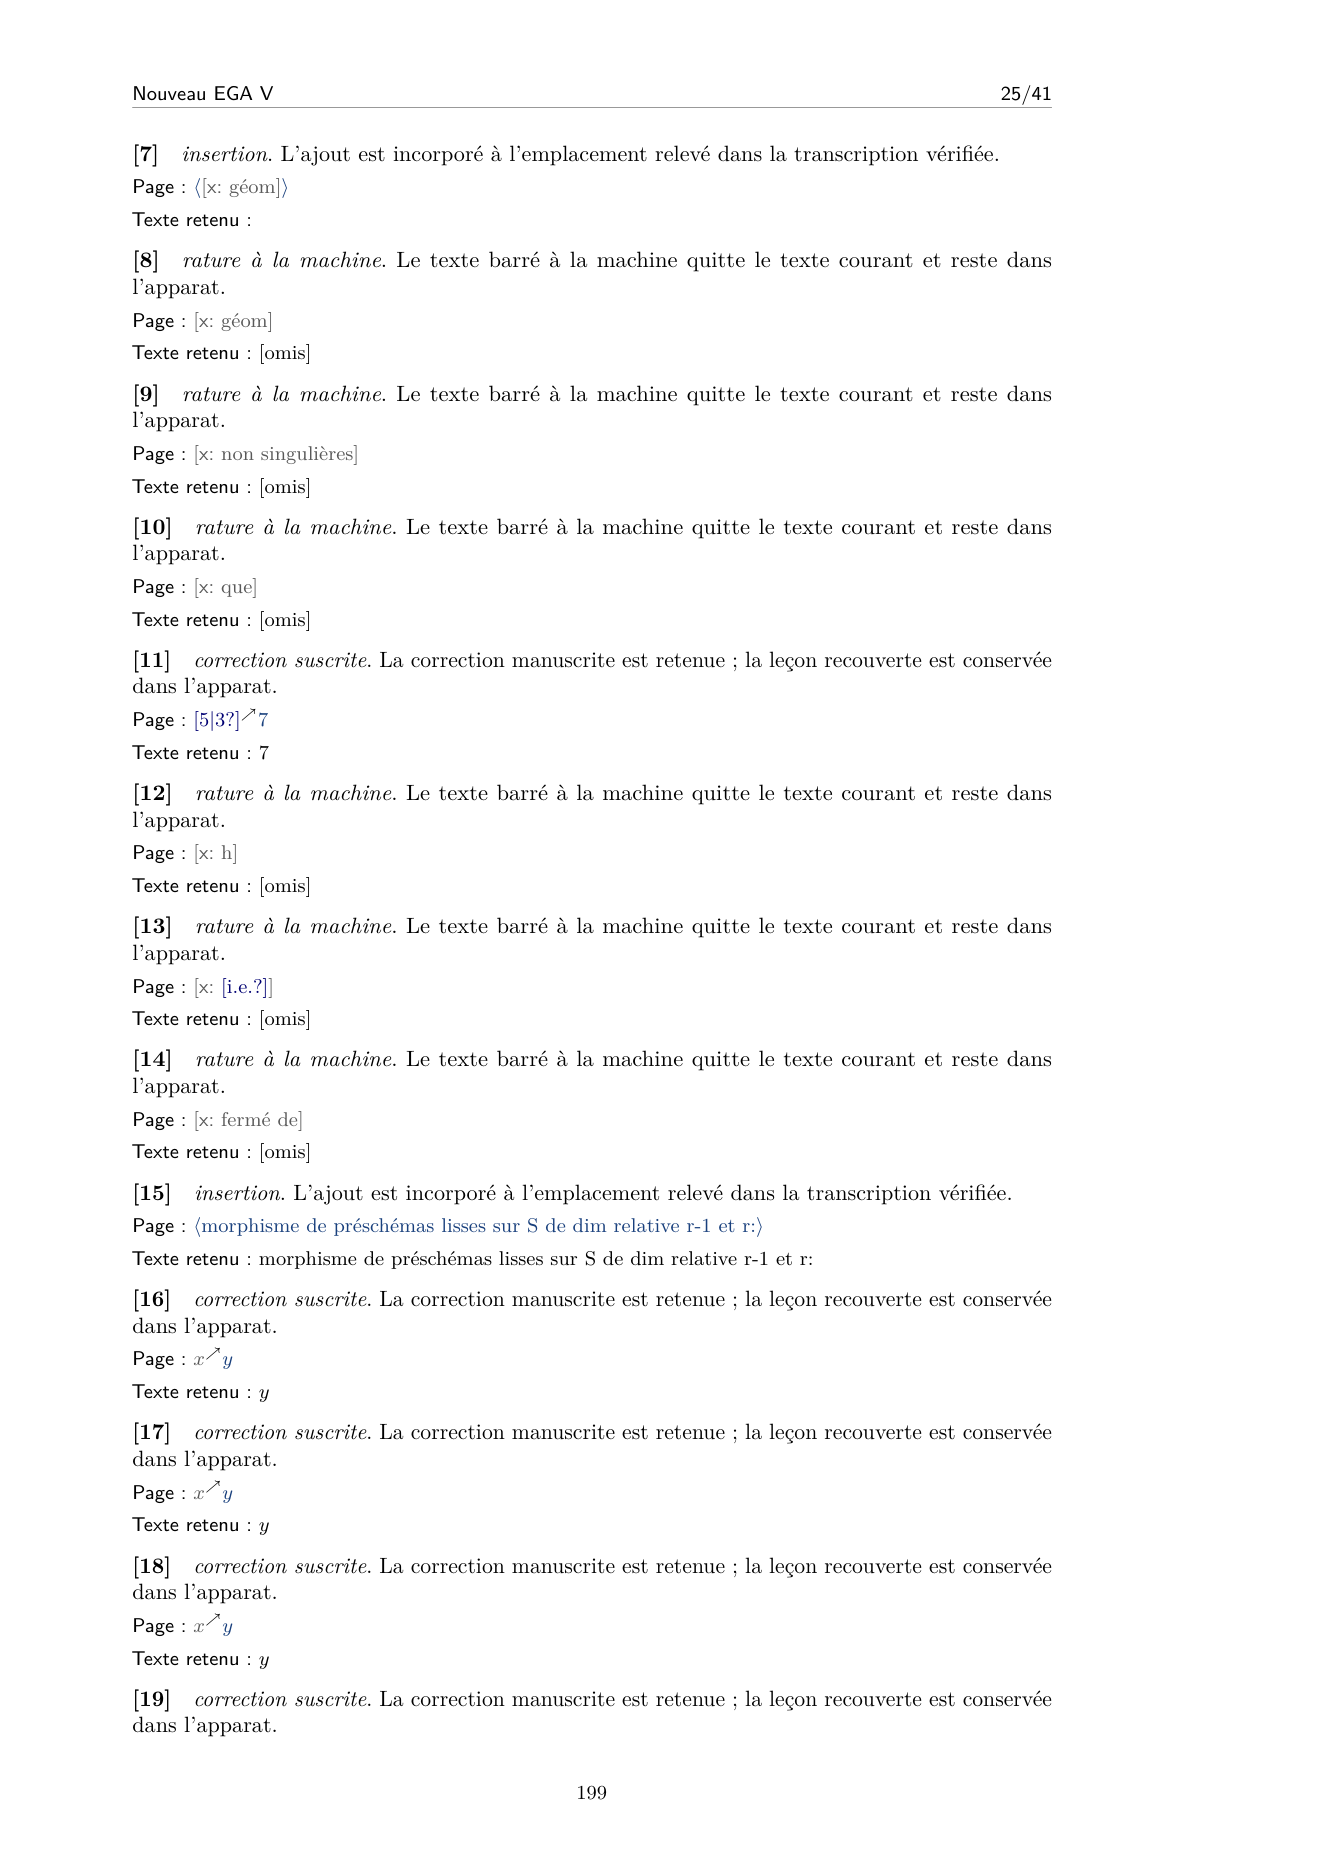 Nouveau EGA V 25/41
[7] insertion. L'ajout est incorporé à l'emplacement relevé dans la transcription vérifiée.
Page : ⟨[x: géom]⟩
Texte retenu :
[8] rature à la machine. Le texte barré à la machine quitte le texte courant et reste dans
l'apparat.
Page : [x: géom]
Texte retenu : [omis]
[9] rature à la machine. Le texte barré à la machine quitte le texte courant et reste dans
l'apparat.
Page : [x: non singulières]
Texte retenu : [omis]
[10] rature à la machine. Le texte barré à la machine quitte le texte courant et reste dans
l'apparat.
Page : [x: que]
Texte retenu : [omis]
[11] correction suscrite. La correction manuscrite est retenue ; la leçon recouverte est conservée
dans l'apparat.
Page : [5|3?]↗7
Texte retenu : 7
[12] rature à la machine. Le texte barré à la machine quitte le texte courant et reste dans
l'apparat.
Page : [x: h]
Texte retenu : [omis]
[13] rature à la machine. Le texte barré à la machine quitte le texte courant et reste dans
l'apparat.
Page : [x: [i.e.?]]
Texte retenu : [omis]
[14] rature à la machine. Le texte barré à la machine quitte le texte courant et reste dans
l'apparat.
Page : [x: fermé de]
Texte retenu : [omis]
[15] insertion. L'ajout est incorporé à l'emplacement relevé dans la transcription vérifiée.
Page : ⟨morphisme de préschémas lisses sur S de dim relative r-1 et r:⟩
Texte retenu : morphisme de préschémas lisses sur S de dim relative r-1 et r:
[16] correction suscrite. La correction manuscrite est retenue ; la leçon recouverte est conservée
dans l'apparat.
Page : x↗y
Texte retenu : y
[17] correction suscrite. La correction manuscrite est retenue ; la leçon recouverte est conservée
dans l'apparat.
Page : x↗y
Texte retenu : y
[18] correction suscrite. La correction manuscrite est retenue ; la leçon recouverte est conservée
dans l'apparat.
Page : x↗y
Texte retenu : y
[19] correction suscrite. La correction manuscrite est retenue ; la leçon recouverte est conservée
dans l'apparat.
199